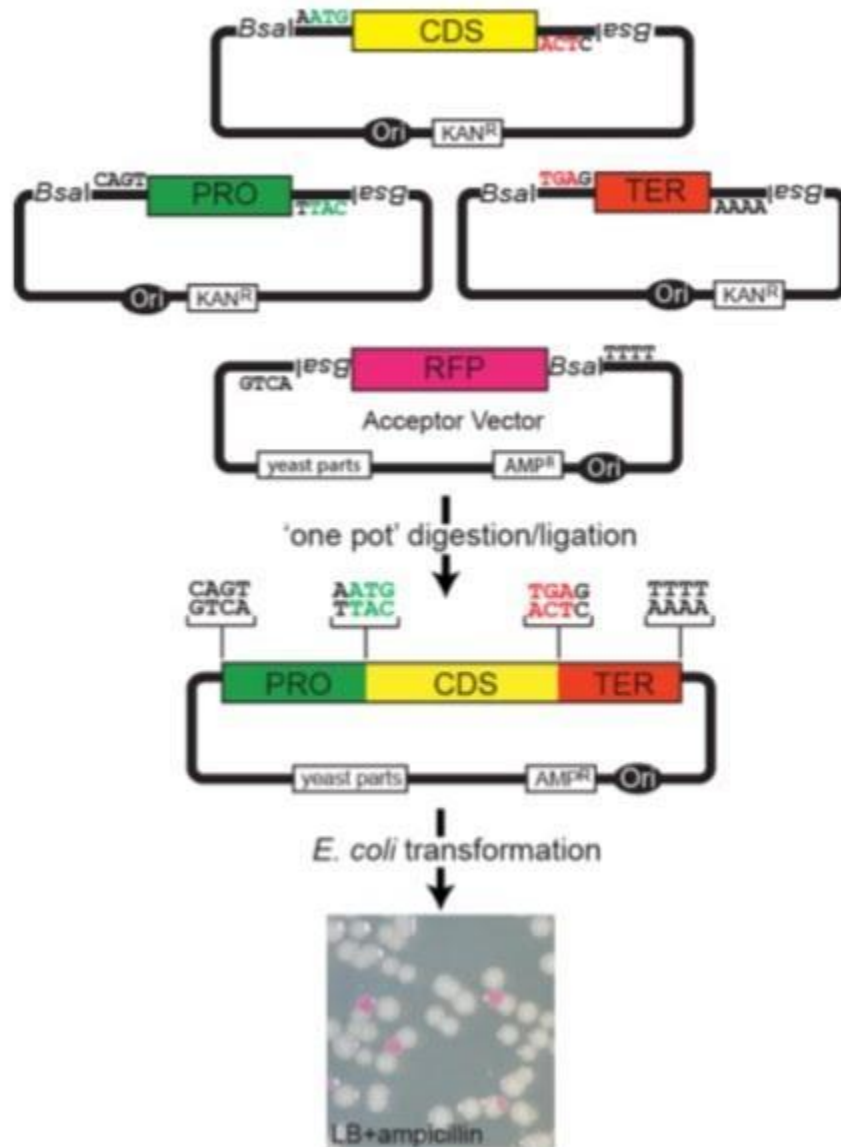 BsaI AATG CDS ACTC BsaI
Ori KANR
BsaI CAGT PRO TTAC BsaI
Ori KANR
BsaI TGAG TER AAAA BsaI
Ori KANR
GTCA BsaI RFP BsaI TTTT
Acceptor Vector
yeast parts AMPR Ori
'one pot' digestion/ligation
CAGT AATG TGAG TTTT
GTCA TTAC ACTC AAAA
PRO CDS TER
yeast parts AMPR Ori
E. coli transformation
LB+ampicillin